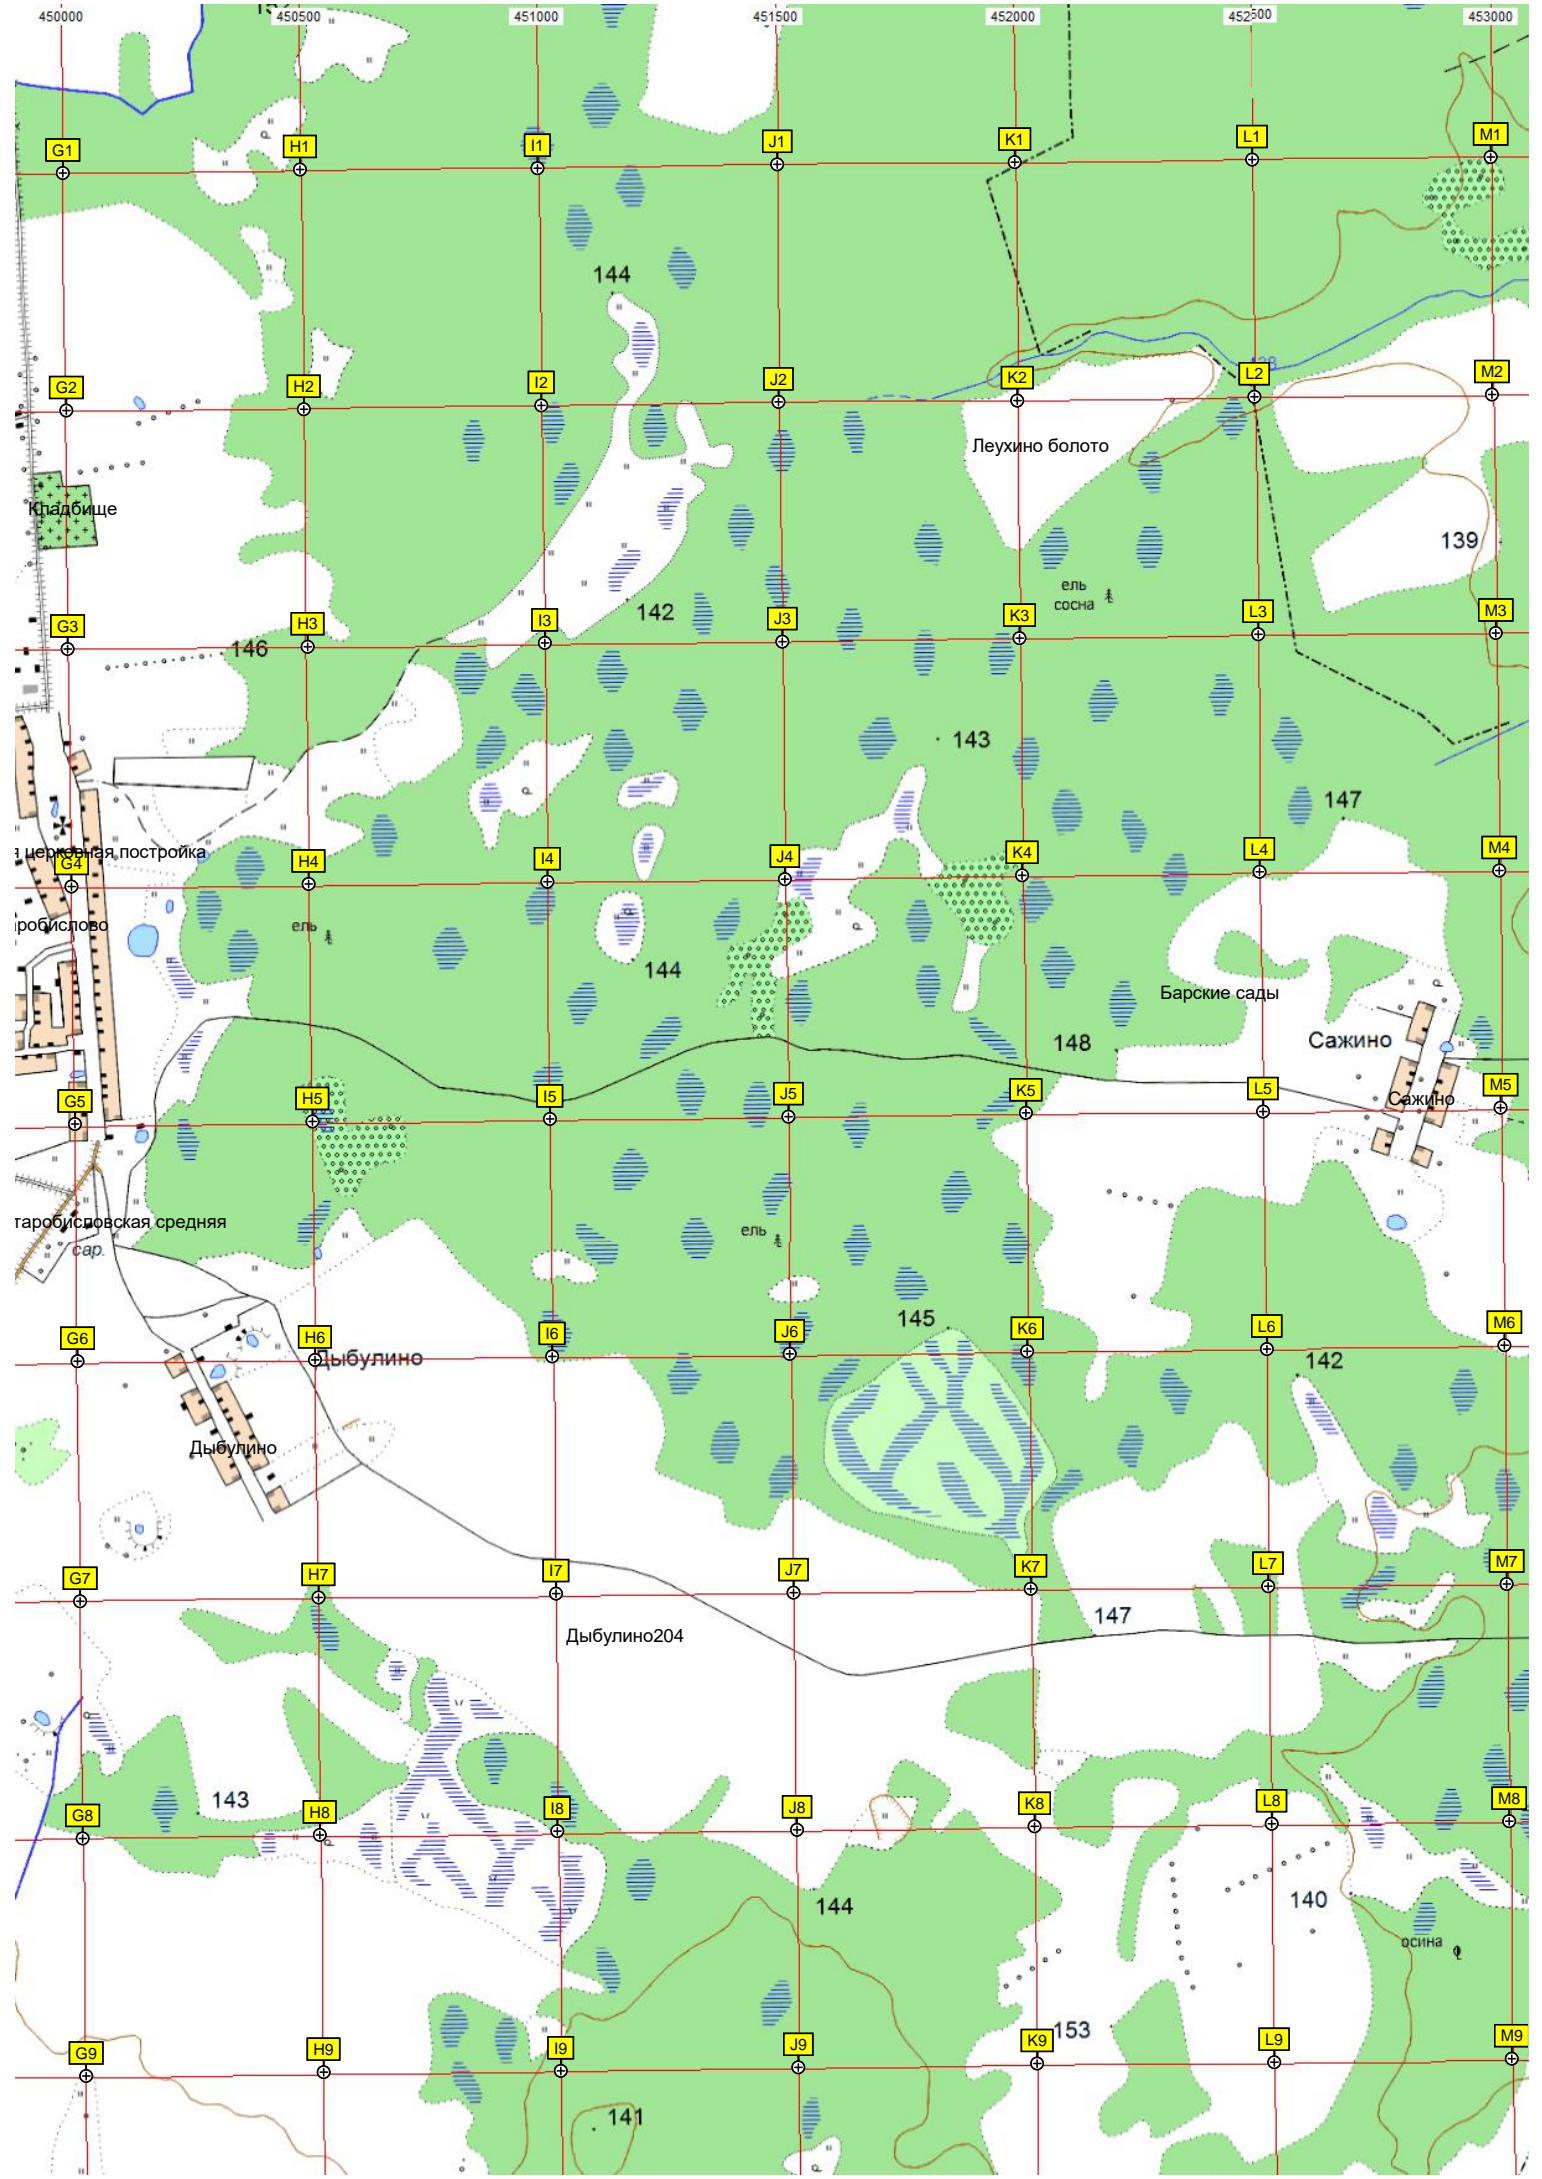 450000 450500 451000 451500 452000 452500 453000
G1 H1 I1 J1 K1 L1 M1
144
G2 H2 I2 J2 K2 L2 M2
Леухино болото
Кладбище
139
ель
сосна
142
G3 H3 I3 J3 K3 L3 M3
146
143
147
церковная постройка
G4 H4 I4 J4 K4 L4 M4
ель
144
Барские сады
148
Сажино
G5 H5 I5 J5 K5 L5 M5
Сажино
таробисловская средняя
ель
сар.
145
G6 H6 I6 J6 K6 L6 M6
Дыбулино
142
Дыбулино
G7 H7 I7 J7 K7 L7 M7
147
Дыбулино204
143
G8 H8 I8 J8 K8 L8 M8
144
140
осина
153
G9 H9 I9 J9 K9 L9 M9
141